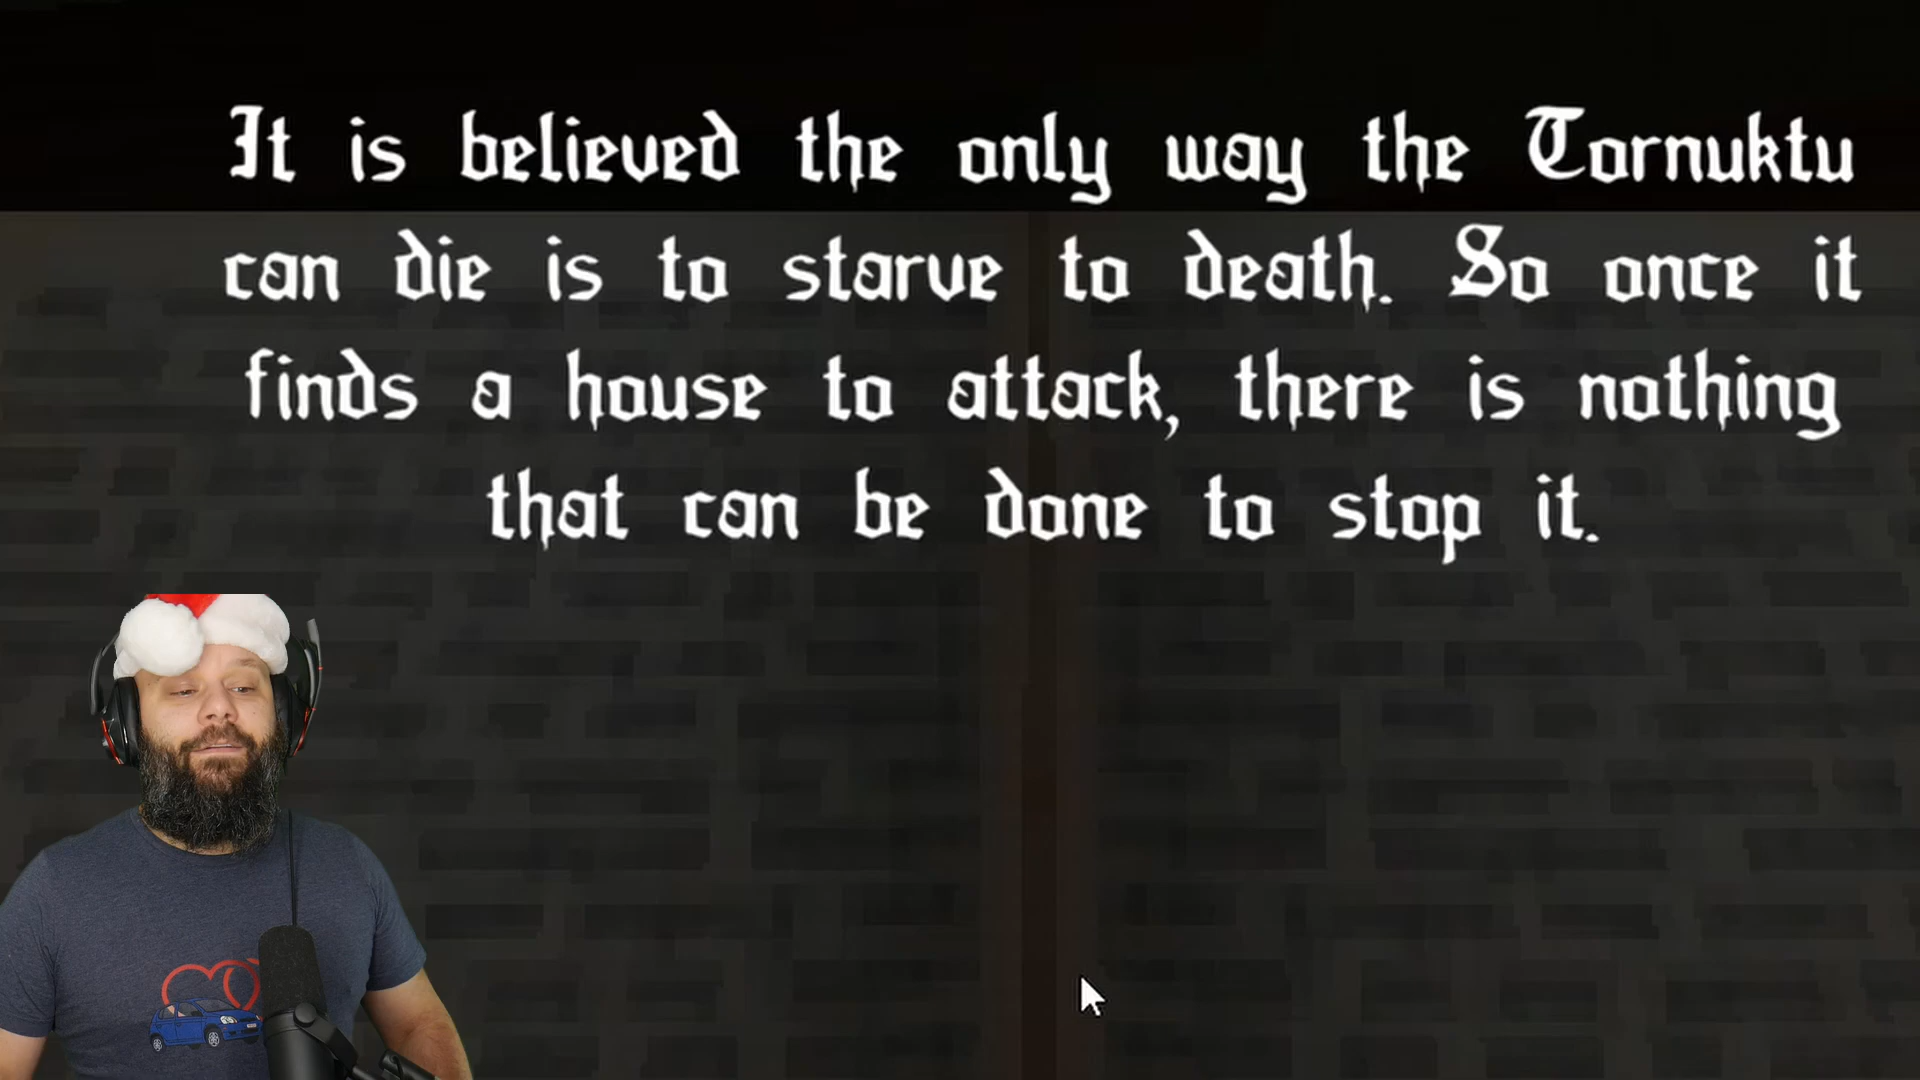 It is believed the only way the Tornuktu
can die is to starve to death. So once it
finds a house to attack, there is nothing
that can be done to stop it.